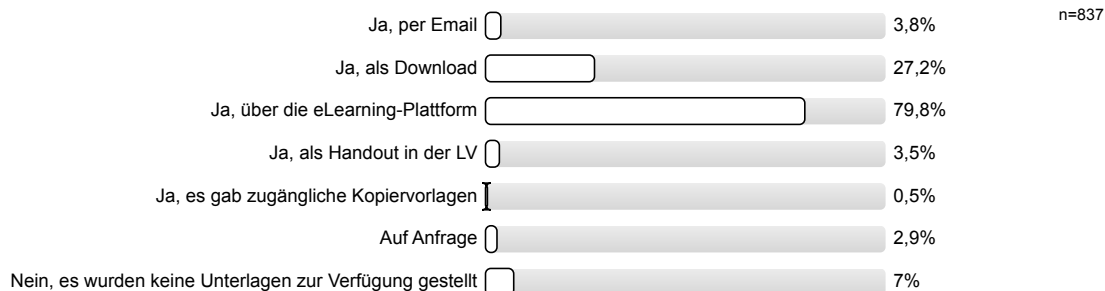 n=837
Ja, per Email 3,8%
Ja, als Download 27,2%
Ja, über die eLearning-Plattform 79,8%
Ja, als Handout in der LV 3,5%
Ja, es gab zugängliche Kopiervorlagen 0,5%
Auf Anfrage 2,9%
Nein, es wurden keine Unterlagen zur Verfügung gestellt 7%